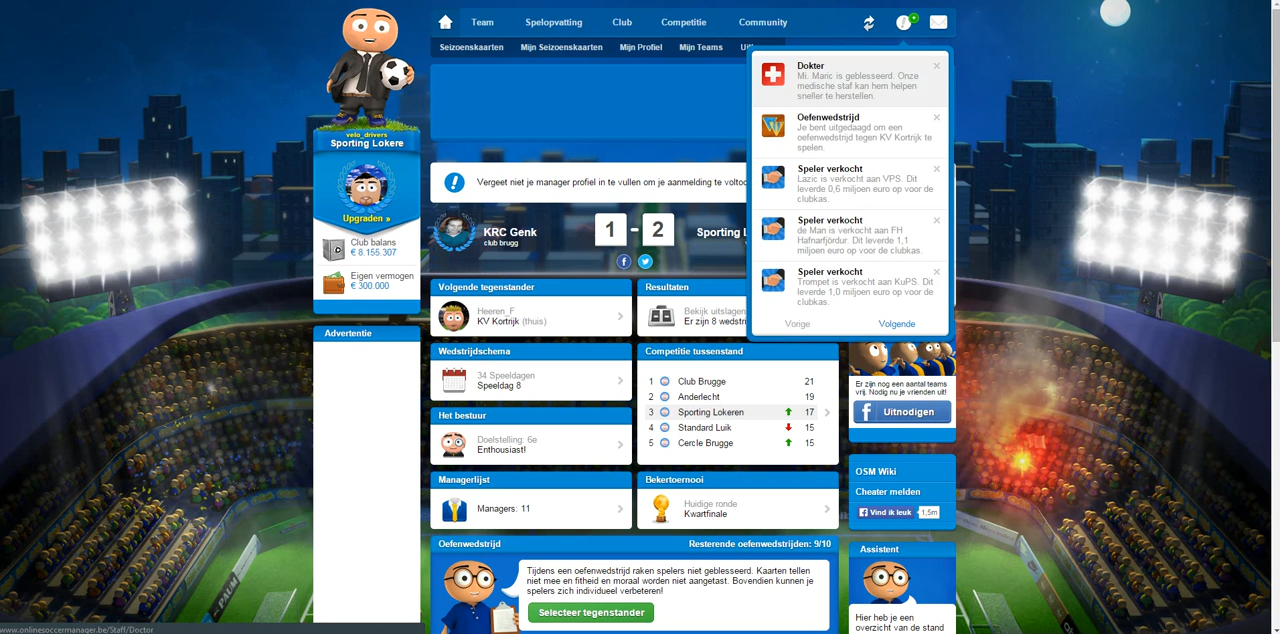 Team Spelopvatting Club Competitie Community
Seizoenskaarten Mijn Seizoenskaarten Mijn Profiel Mijn Teams
velo_drivers
Sporting Lokere
Upgraden »
Club balans
€ 8.155.307
Eigen vermogen
€ 300.000
Advertentie
Vergeet niet je manager profiel in te vullen om je aanmelding te voltoo
KRC Genk
club brugg
1 - 2
Sporting L
Dokter
Mi. Maric is geblesseerd. Onze
medische staf kan hem helpen
sneller te herstellen.
Oefenwedstrijd
Je bent uitgedaagd om een
oefenwedstrijd tegen KV Kortrijk te
spelen.
Speler verkocht
Lazic is verkocht aan VPS. Dit
leverde 0,6 miljoen euro op voor de
clubkas.
Speler verkocht
de Man is verkocht aan FH
Hafnarfjördur. Dit leverde 1,1
miljoen euro op voor de clubkas.
Speler verkocht
Trompet is verkocht aan KuPS. Dit
leverde 1,0 miljoen euro op voor de
clubkas.
Vorige Volgende
Volgende tegenstander
Heeren_F
KV Kortrijk (thuis)
Resultaten
Bekijk uitslagen
Er zijn 8 wedstri
Wedstrijdschema
34 Speeldagen
Speeldag 8
Competitie tussenstand
1 Club Brugge 21
2 Anderlecht 19
3 Sporting Lokeren 17
4 Standard Luik 15
5 Cercle Brugge 15
Het bestuur
Doelstelling: 6e
Enthousiast!
Managerlijst
Managers: 11
Bekertoernooi
Huidige ronde
Kwartfinale
Oefenwedstrijd Resterende oefenwedstrijden: 9/10
Tijdens een oefenwedstrijd raken spelers niet geblesseerd. Kaarten tellen
niet mee en fitheid en moraal worden niet aangetast. Bovendien kunnen je
spelers zich individueel verbeteren!
Selecteer tegenstander
Er zijn nog een aantal teams
vrij. Nodig nu je vrienden uit!
Uitnodigen
OSM Wiki
Cheater melden
Vind ik leuk 1,5m
Assistent
Hier heb je een
overzicht van de stand
www.onlinesoccermanager.be/Staff/Doctor